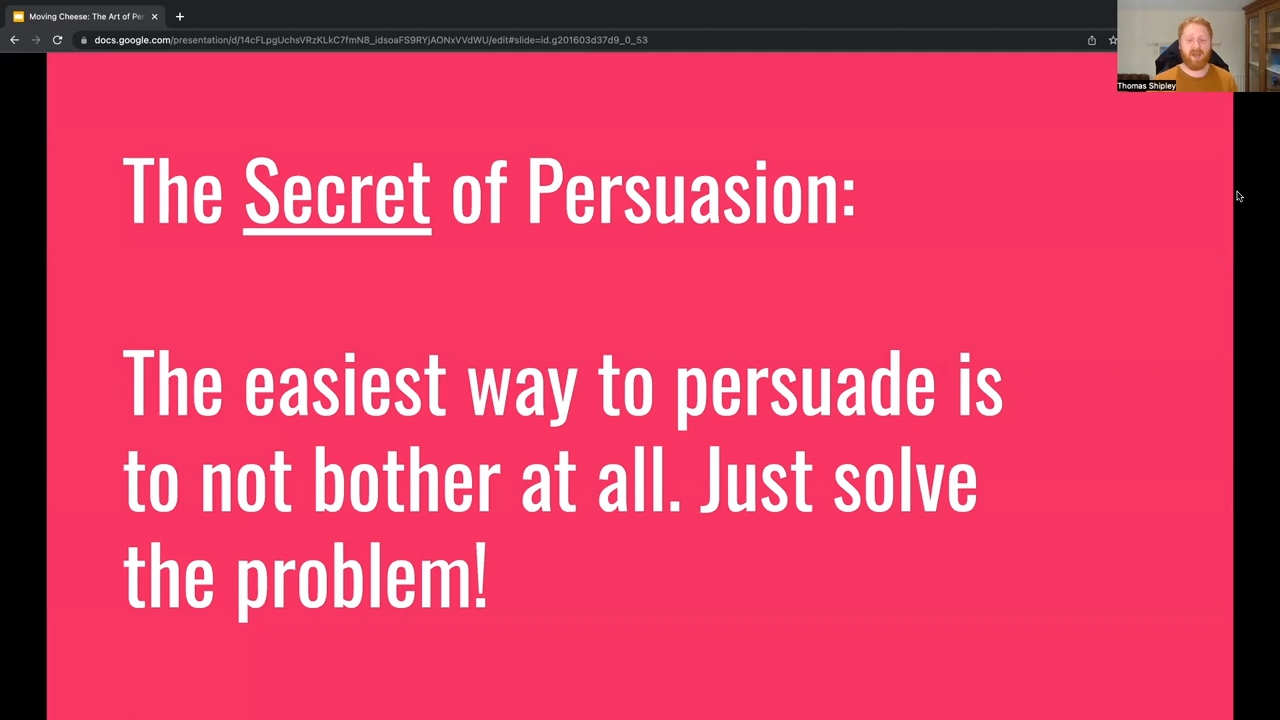 Moving Cheese: The Art of Per
docs.google.com/presentation/d/14cFLpgUchsVRzKLkC7fmN8_idsoaFS9RYjAONxVVdWU/edit#slide=id.g201603d37d9_0_53
Thomas Shipley
The Secret of Persuasion:
The easiest way to persuade is
to not bother at all. Just solve
the problem!